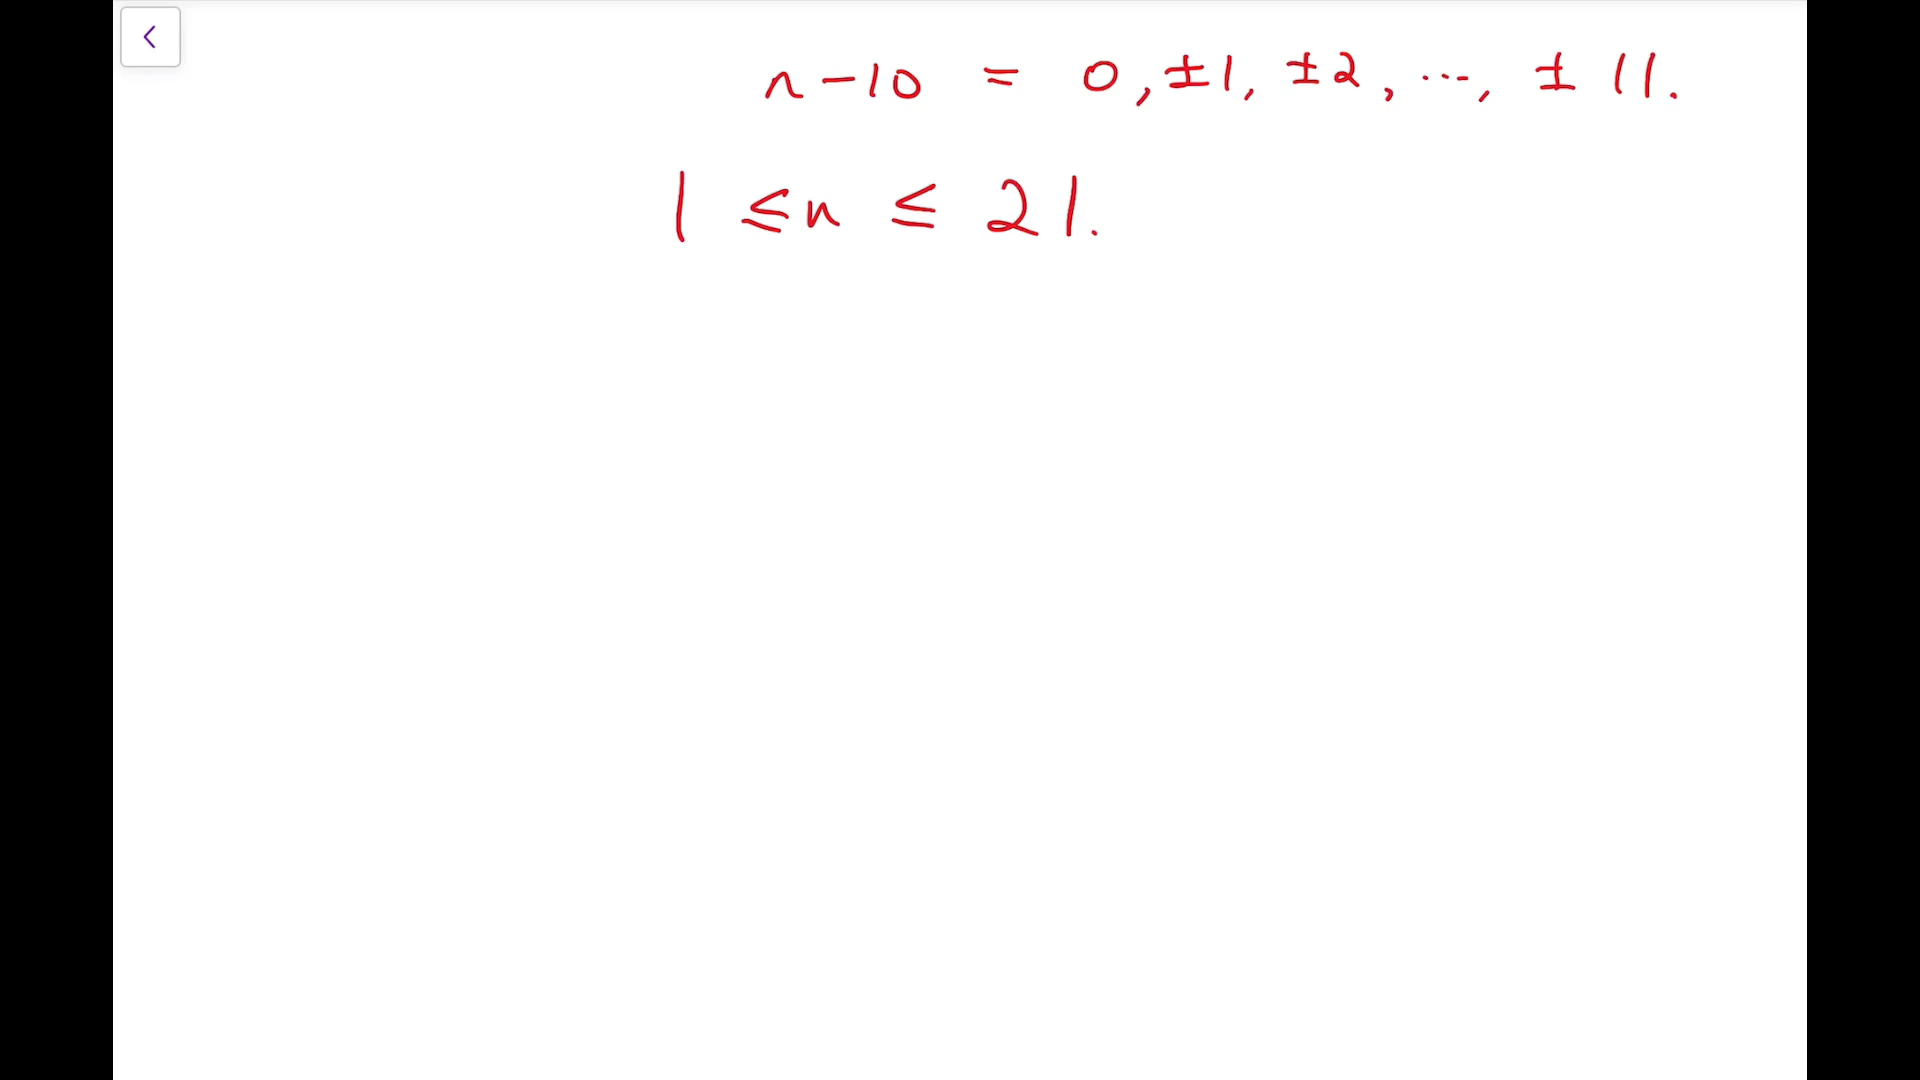 n-10 = 0, ±1, ±2, ..., ± 11.
1 ≤ n ≤ 21.